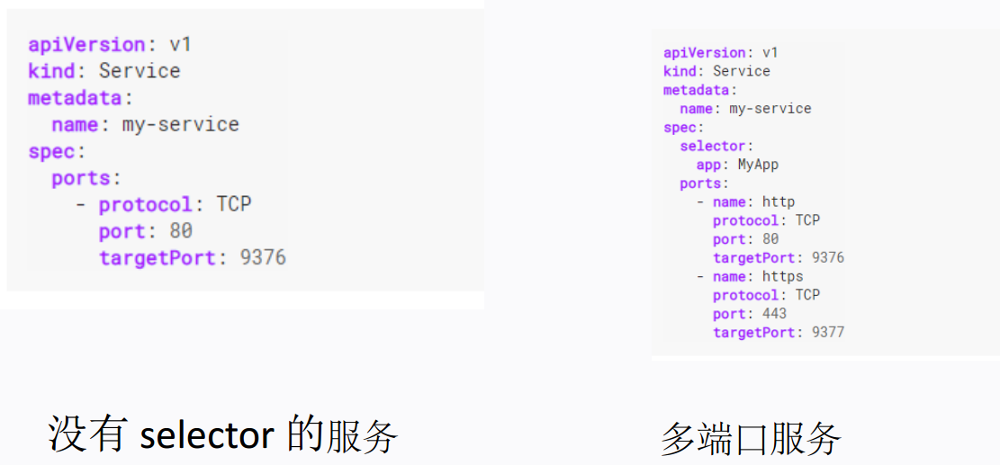 apiVersion: v1
kind: Service
metadata:
  name: my-service
spec:
  ports:
    - protocol: TCP
      port: 80
      targetPort: 9376
没有 selector 的服务
apiVersion: v1
kind: Service
metadata:
  name: my-service
spec:
  selector:
    app: MyApp
  ports:
    - name: http
      protocol: TCP
      port: 80
      targetPort: 9376
    - name: https
      protocol: TCP
      port: 443
      targetPort: 9377
多端口服务